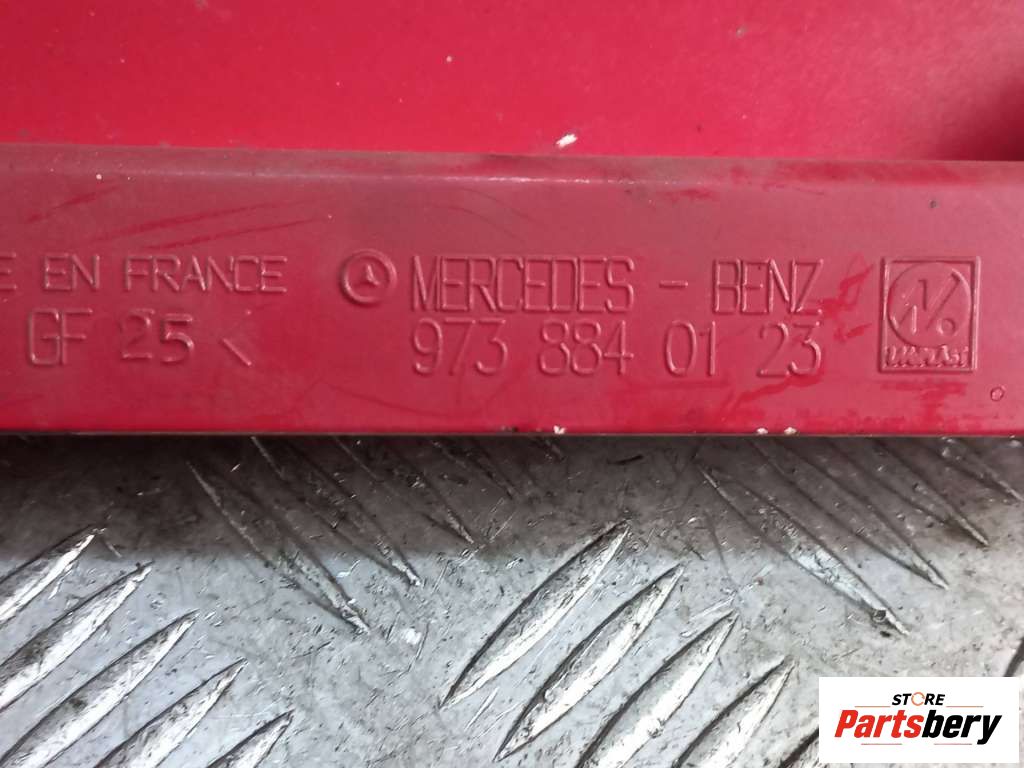 E EN FRANCE MERCEDES - BENZ
GF 25 < 973 884 01 23
STORE
Partsbery